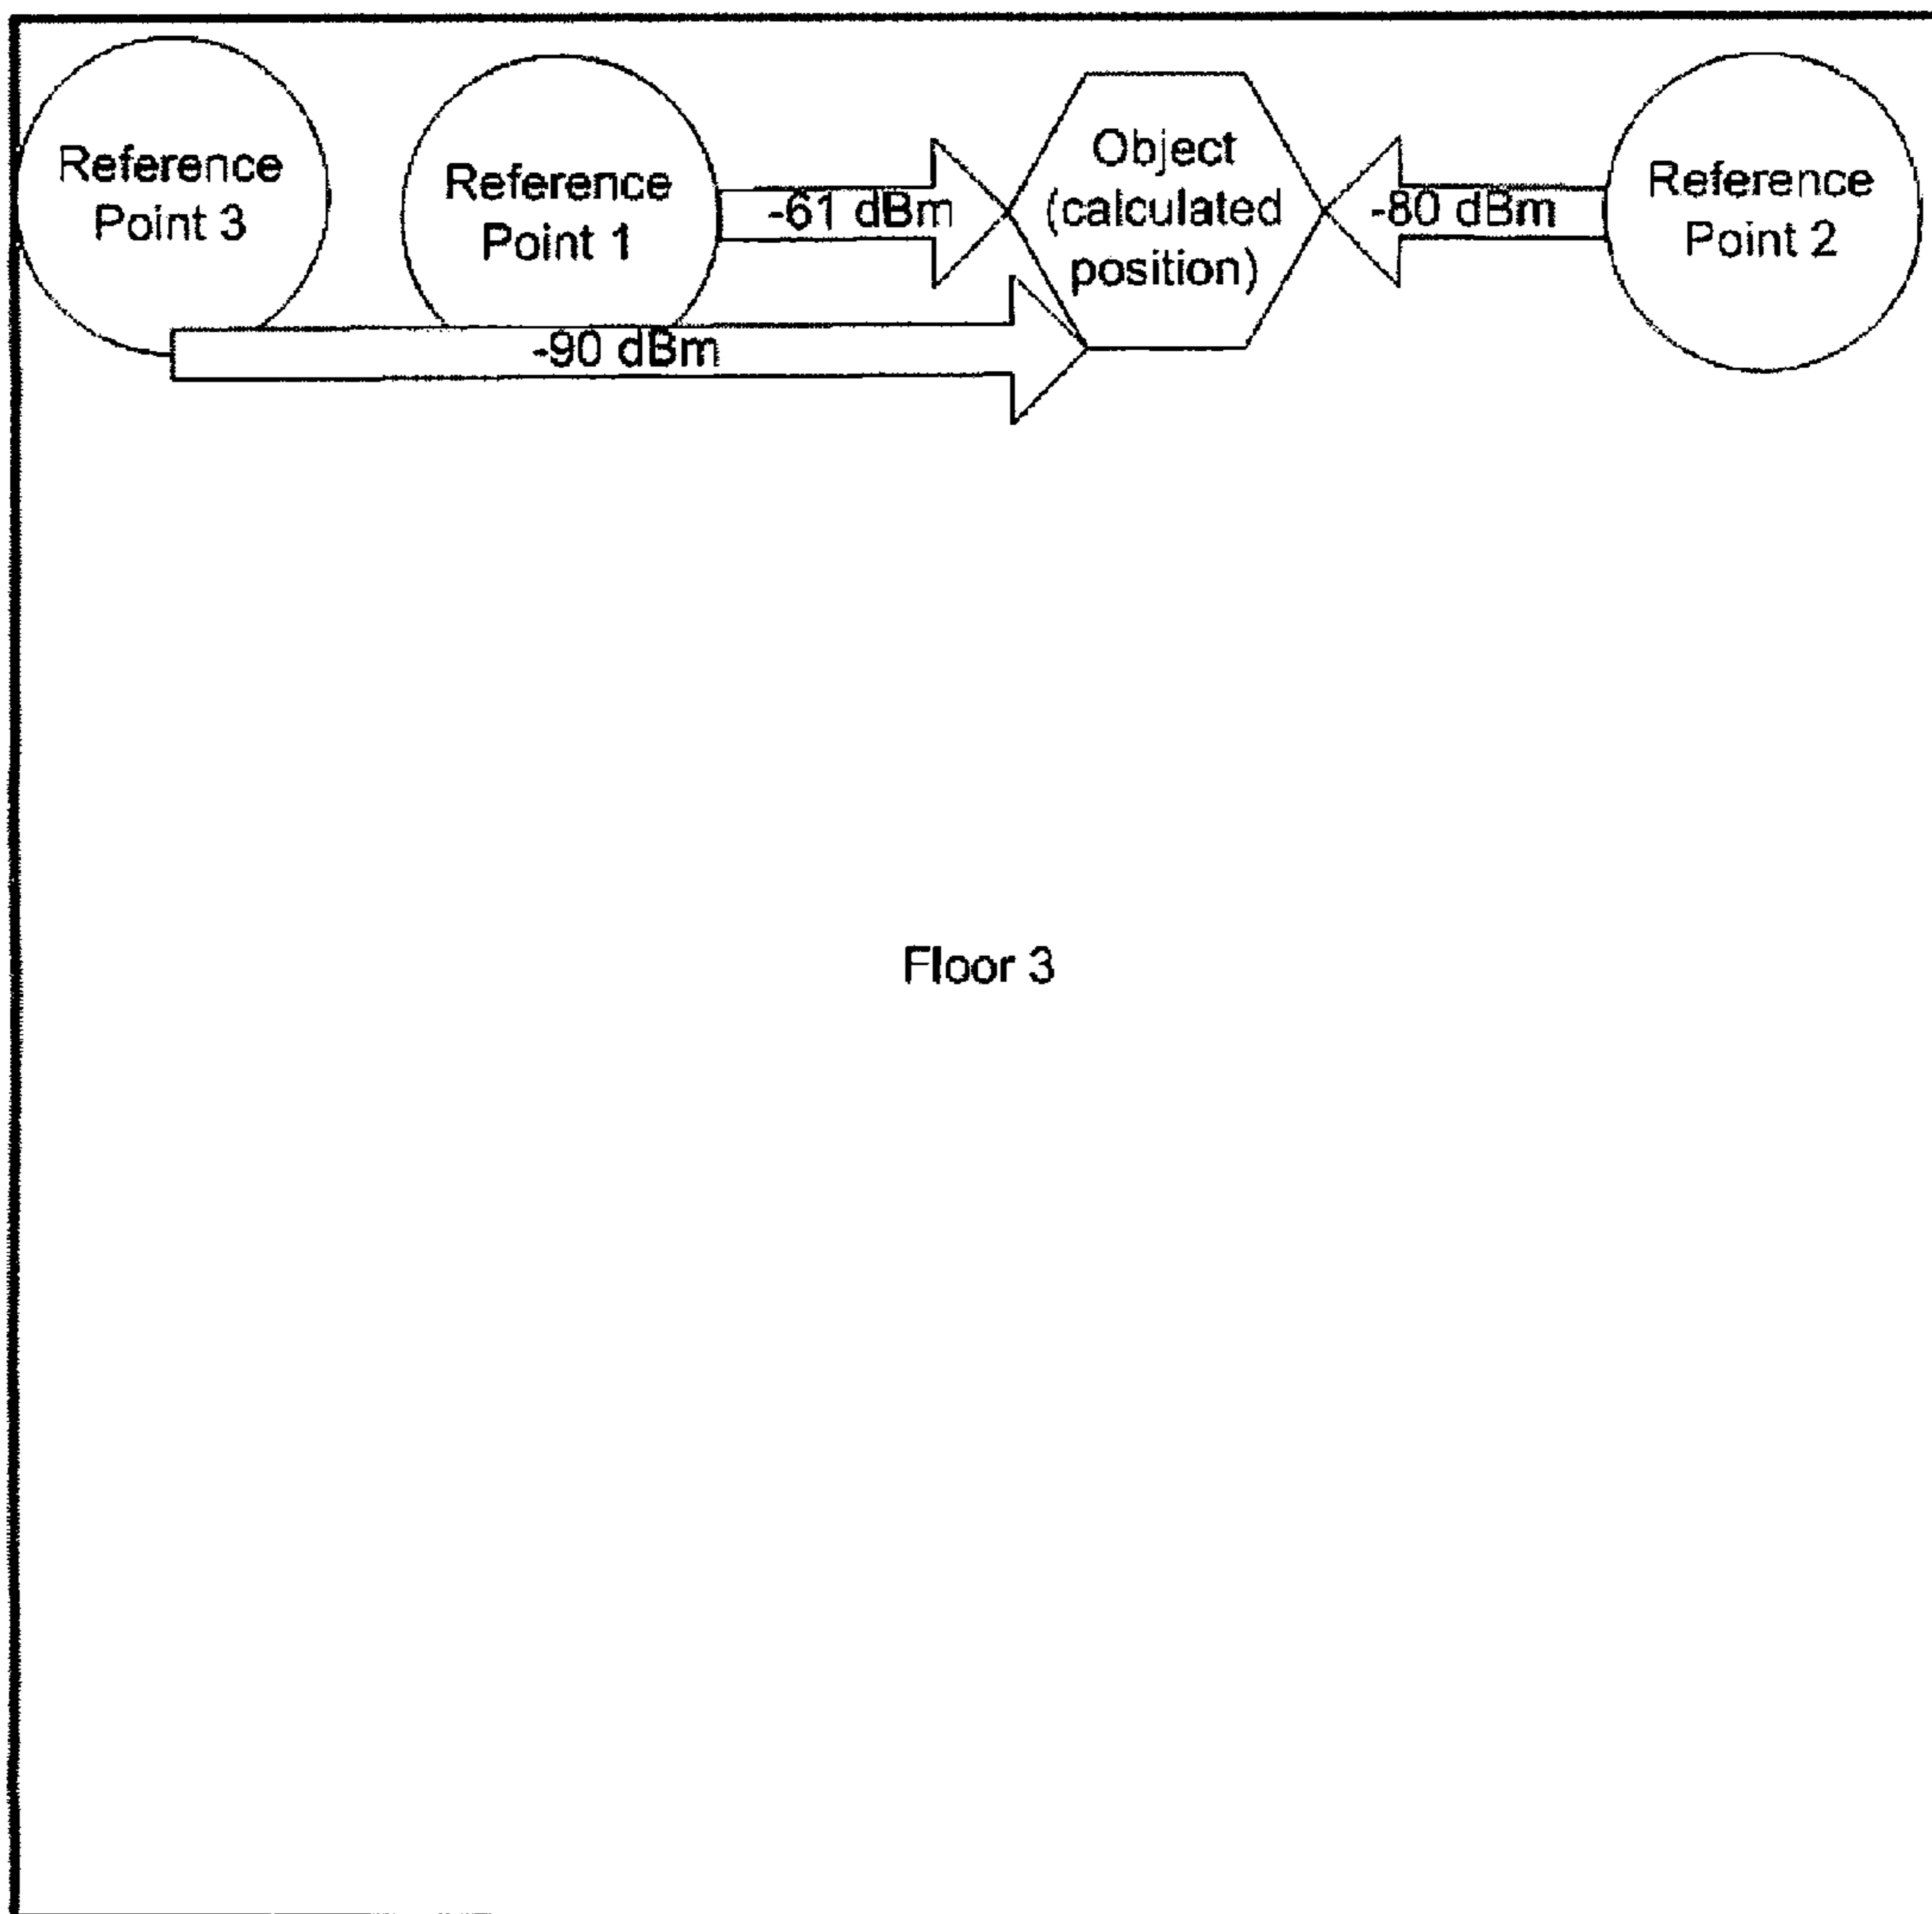 Reference
Point 3
Reference
Point 1
-61 dBm
Object
(calculated
position)
-80 dBm
Reference
Point 2
-90 dBm
Floor 3